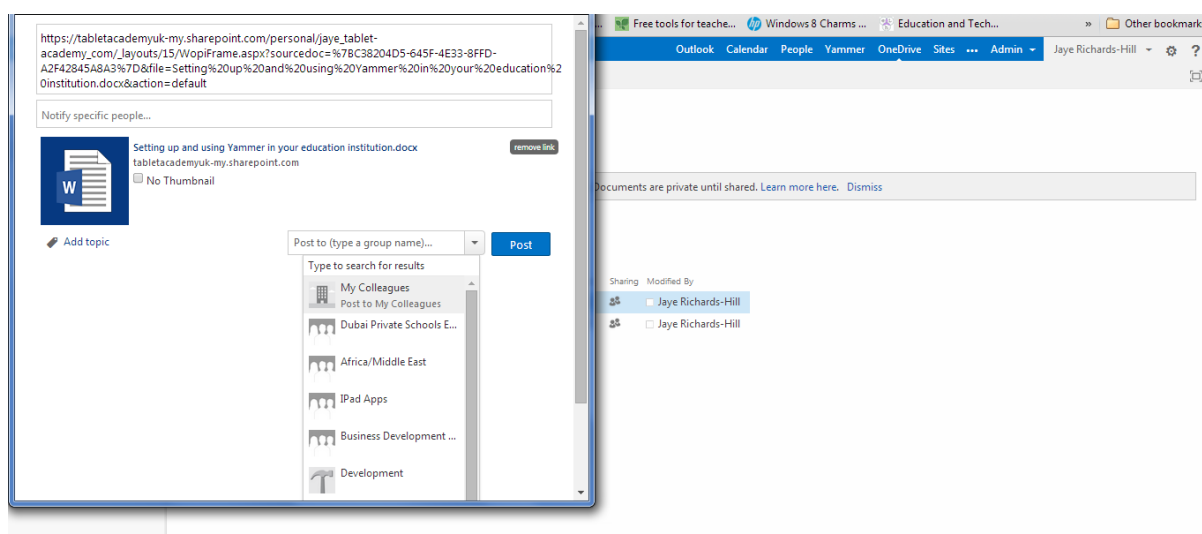 https://tabletacademyuk-my.sharepoint.com/personal/jaye_tablet-
academy_com/_layouts/15/WopiFrame.aspx?sourcedoc=%7BC38204D5-645F-4E33-8FFD-
A2F42845A8A3%7D&file=Setting%20up%20and%20using%20Yammer%20in%20your%20education%2
0institution.docx&action=default
Notify specific people...
Setting up and using Yammer in your education institution.docx
remove link
tabletacademyuk-my.sharepoint.com
No Thumbnail
W
Add topic
Post to (type a group name)...
Post
Type to search for results
My Colleagues
Post to My Colleagues
Dubai Private Schools E...
Africa/Middle East
IPad Apps
Business Development ...
Development
... Free tools for teache... hp Windows 8 Charms ... Education and Tech... » Other bookmark
Outlook Calendar People Yammer OneDrive Sites ... Admin Jaye Richards-Hill ?
Documents are private until shared. Learn more here. Dismiss
Sharing Modified By
Jaye Richards-Hill
Jaye Richards-Hill